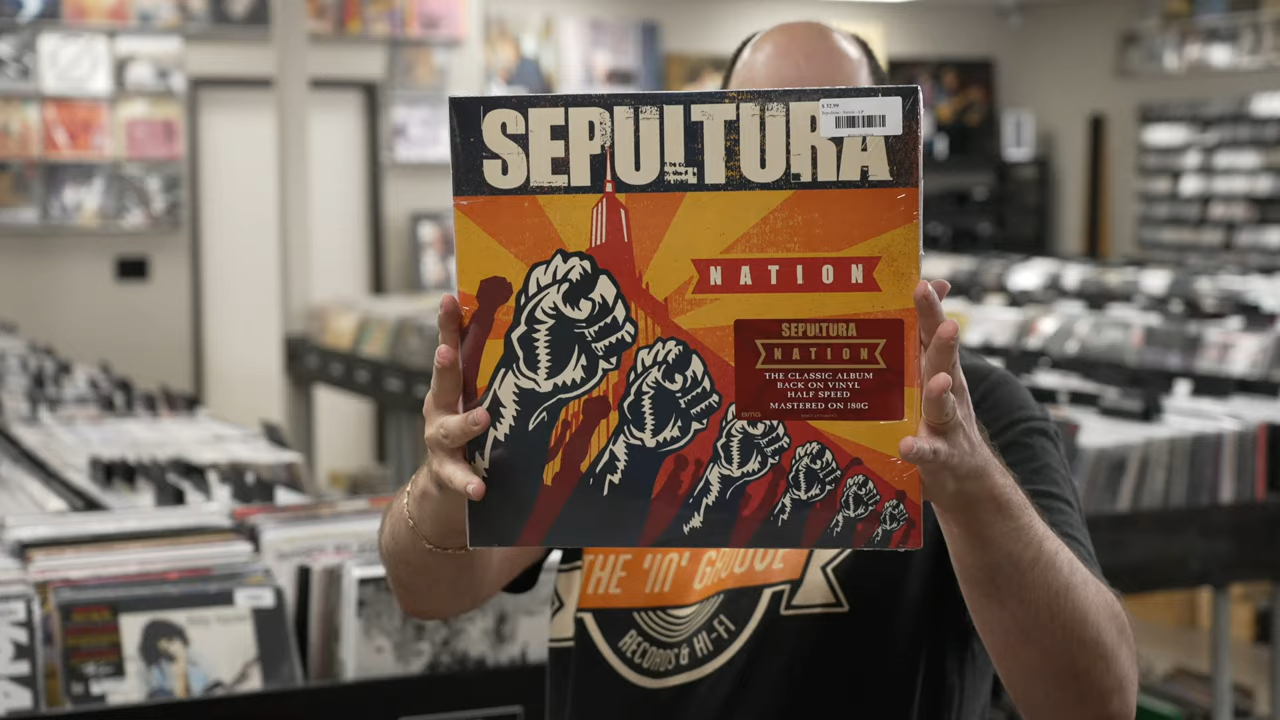 SEPULTURA
$ 32.99
NATION
SEPULTURA
NATION
THE CLASSIC ALBUM
BACK ON VINYL
HALF SPEED
MASTERED ON 180G
BMG
THE 'IN' GROOVE
RECORDS & HI-FI